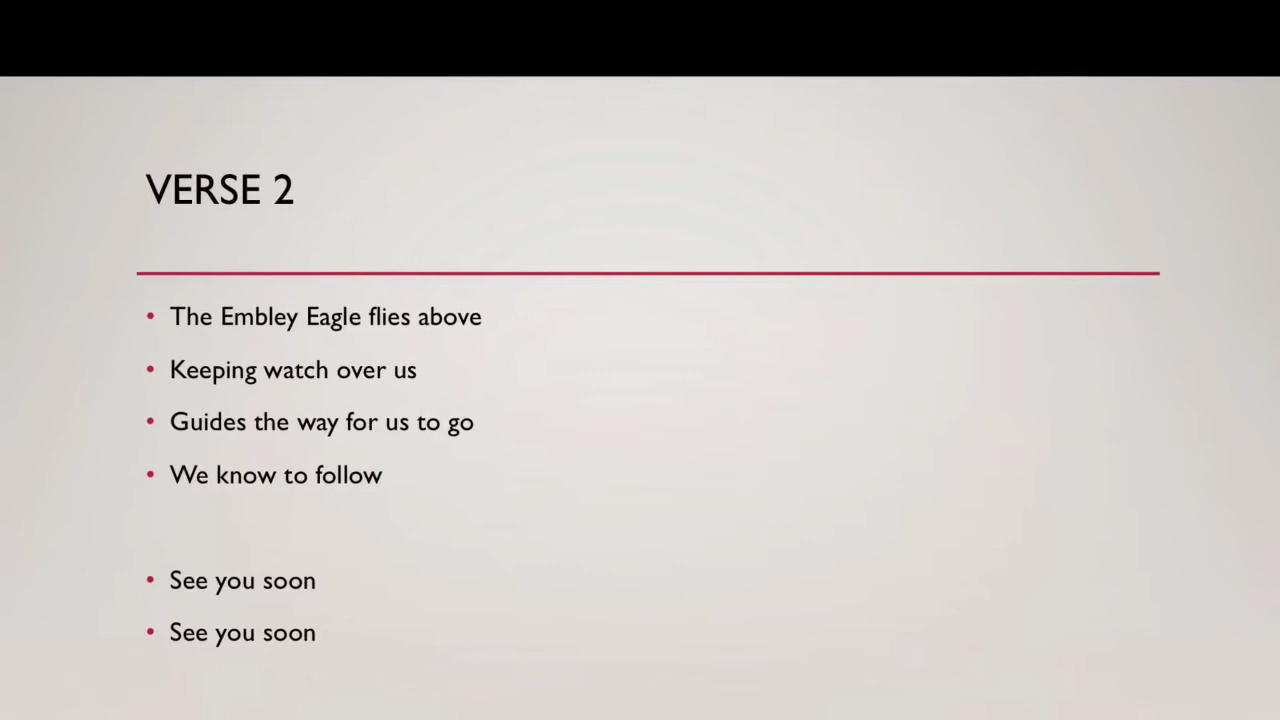 VERSE 2
• The Embley Eagle flies above
• Keeping watch over us
• Guides the way for us to go
• We know to follow
• See you soon
• See you soon